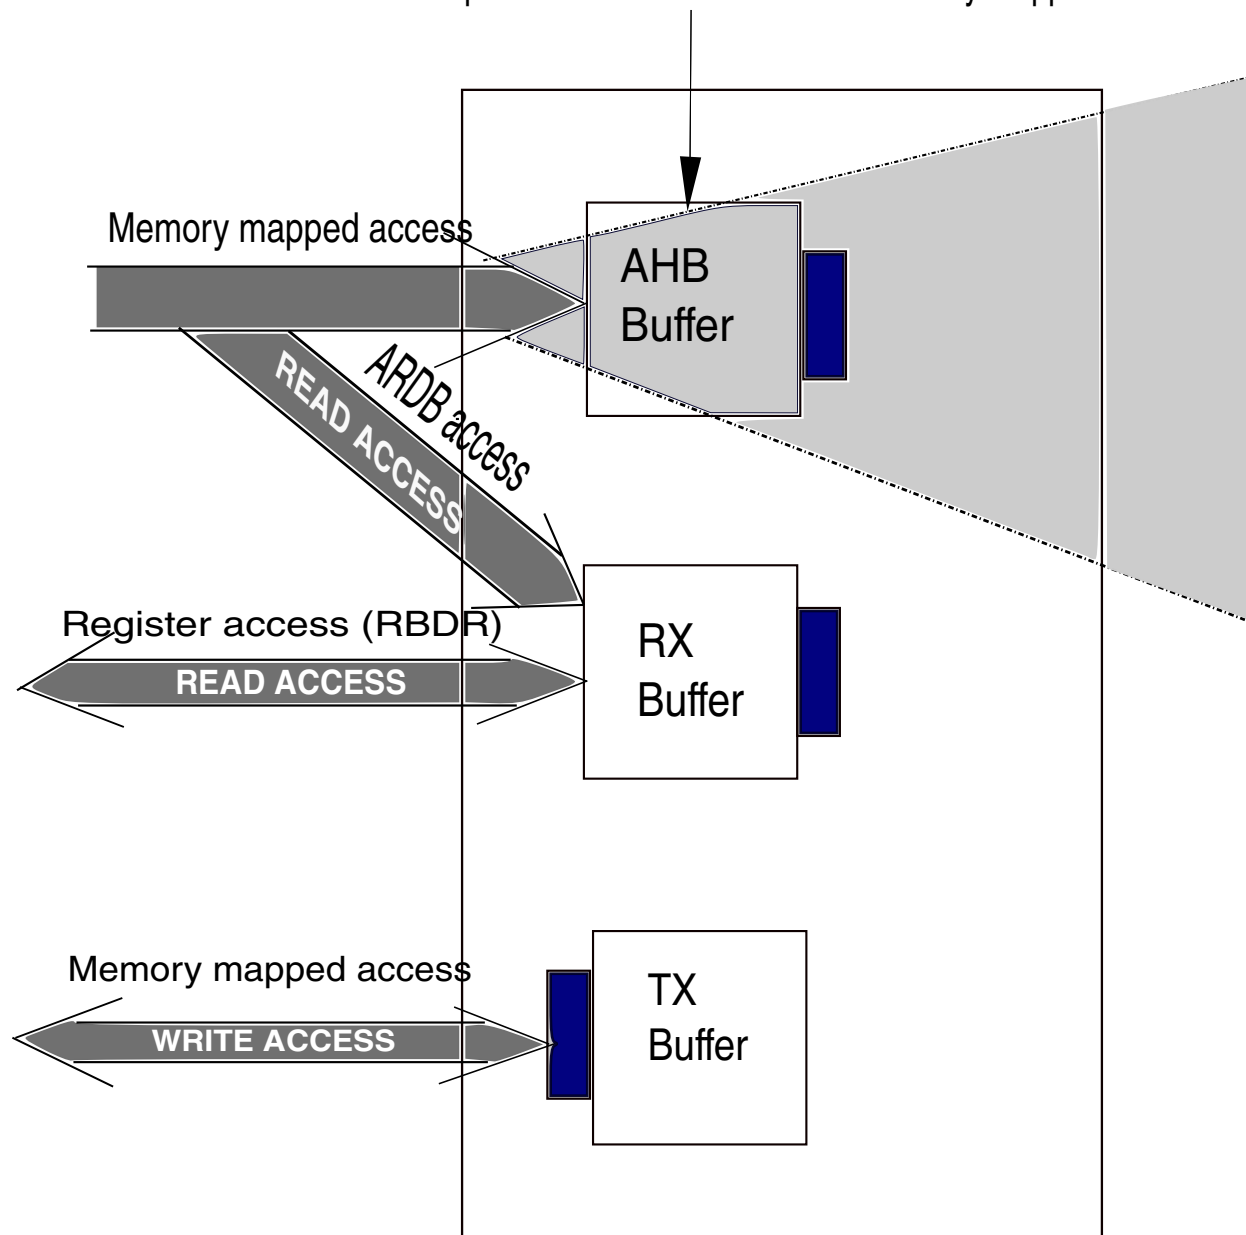 Memory mapped access
AHB
Buffer
ARDB access
READ ACCESS
Register access (RBDR)
READ ACCESS
RX
Buffer
Memory mapped access
WRITE ACCESS
TX
Buffer